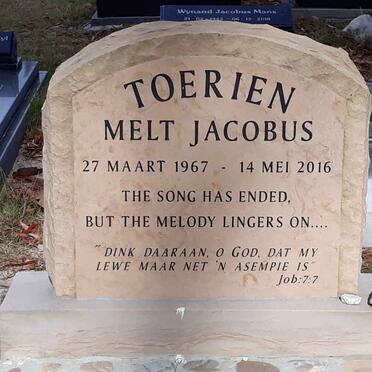 Wynand Jacobus Mans
TOERIEN
MELT JACOBUS
27 MAART 1967 - 14 MEI 2016
THE SONG HAS ENDED,
BUT THE MELODY LINGERS ON....
"DINK DAARAAN, O GOD, DAT MY
LEWE MAAR NET 'N ASEMPIE IS"
Job:7:7